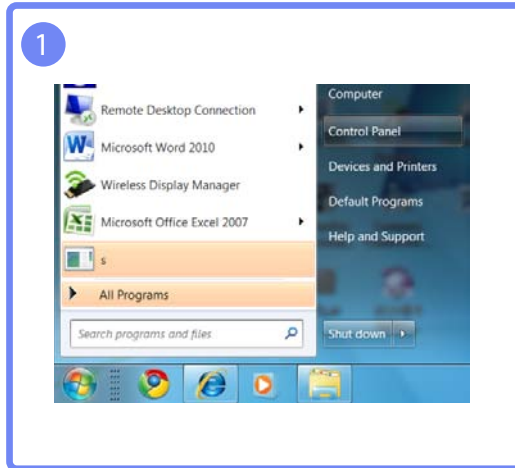 1
Remote Desktop Connection
Microsoft Word 2010
Wireless Display Manager
Microsoft Office Excel 2007
s
All Programs
Search programs and files
Computer
Control Panel
Devices and Printers
Default Programs
Help and Support
Shut down